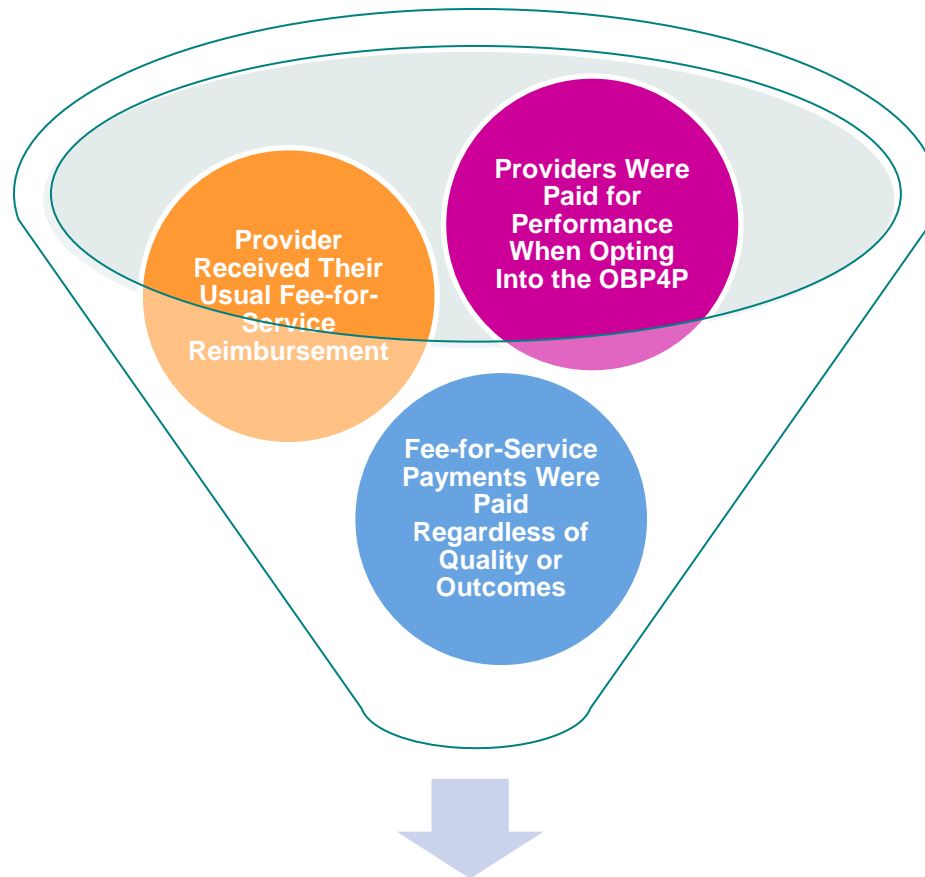 Provider
Received Their
Usual Fee-for-
Service
Reimbursement
Providers Were
Paid for
Performance
When Opting
Into the OBP4P
Fee-for-Service
Payments Were
Paid
Regardless of
Quality or
Outcomes